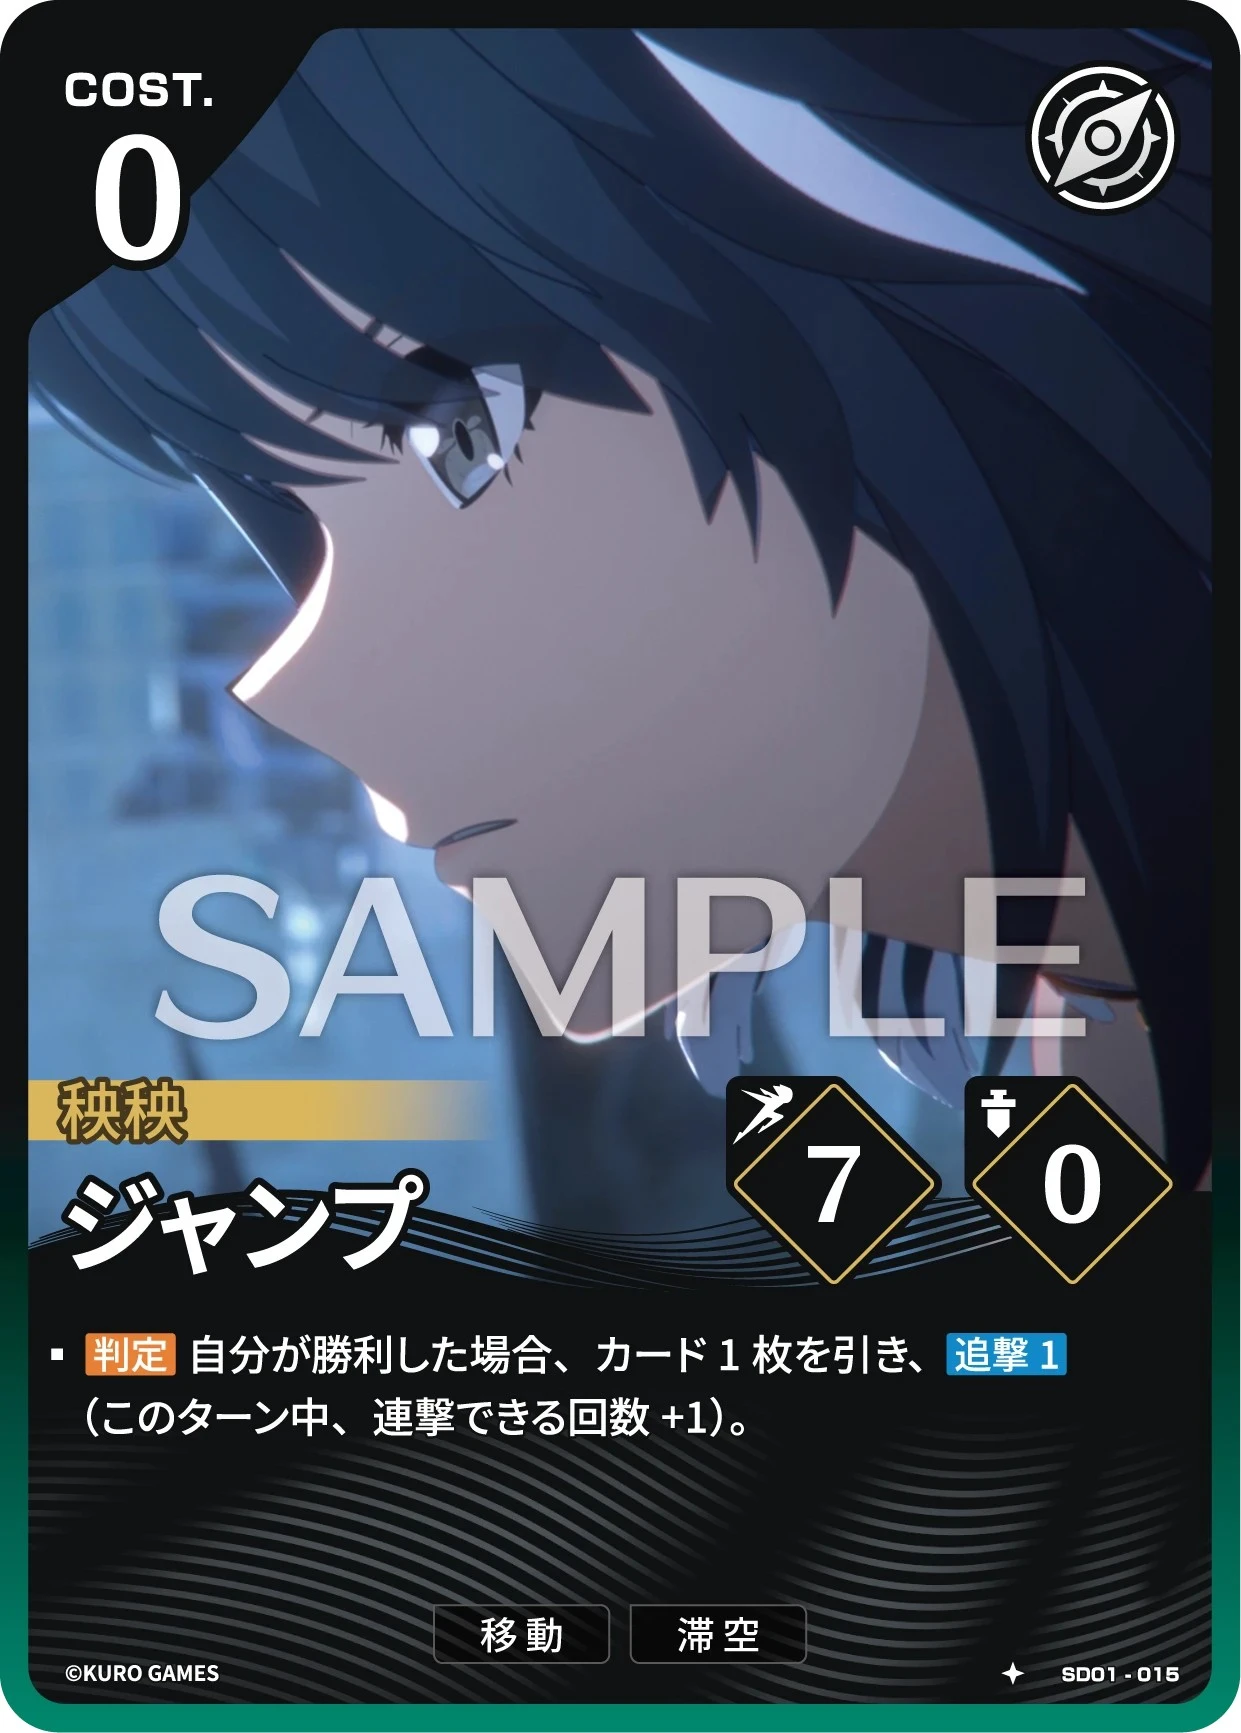 COST.
0
SAMPLE
秧秧
7
0
ジャンプ
▪ 判定 自分が勝利した場合、カード1枚を引き、追撃1
（このターン中、連撃できる回数+1）。
移動
滞空
©KURO GAMES
SD01 - 015